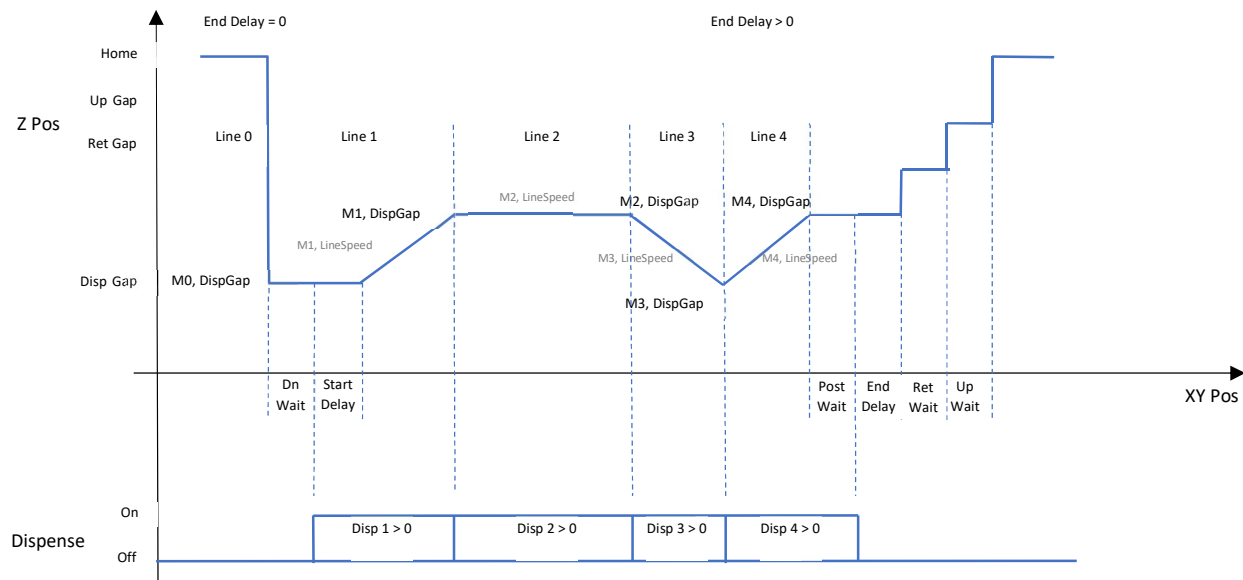 End Delay = 0
End Delay > 0
Home
Up Gap
Z Pos
Ret Gap
Line 0
Line 1
Line 2
Line 3
Line 4
M2, LineSpeed
M2, DispGap
M4, DispGap
M1, DispGap
M1, LineSpeed
M3, LineSpeed
M4, LineSpeed
Disp Gap
M0, DispGap
M3, DispGap
Dn
Wait
Start
Delay
Post
Wait
End
Delay
Ret
Wait
Up
Wait
XY Pos
On
Dispense
Off
Disp 1 > 0
Disp 2 > 0
Disp 3 > 0
Disp 4 > 0